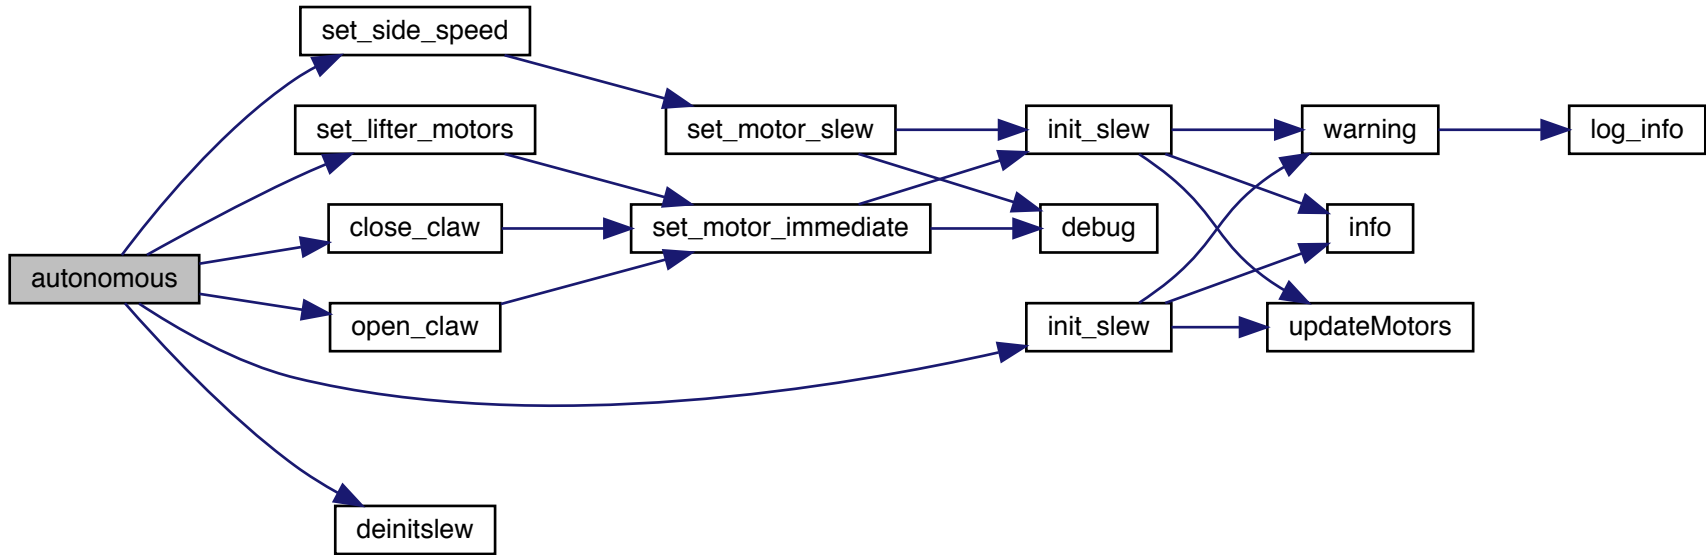 set_side_speed
set_lifter_motors
set_motor_slew
init_slew
warning
log_info
close_claw
set_motor_immediate
debug
info
autonomous
open_claw
init_slew
updateMotors
deinitslew